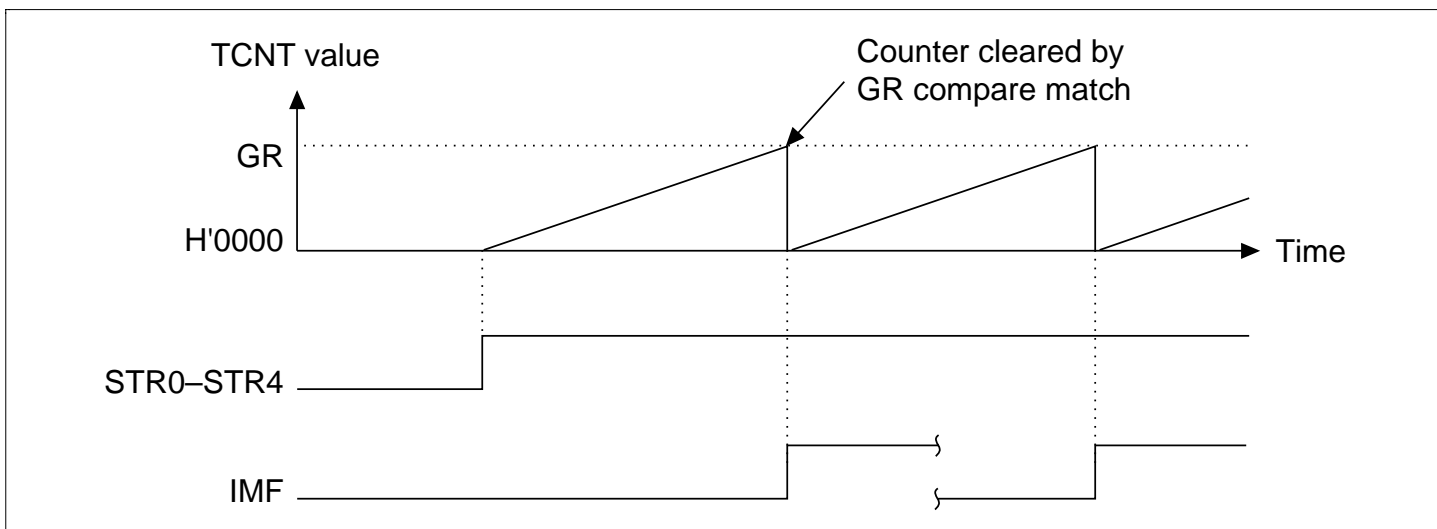 TCNT value
Counter cleared by
GR compare match
GR
H'0000
Time
STR0–STR4
IMF